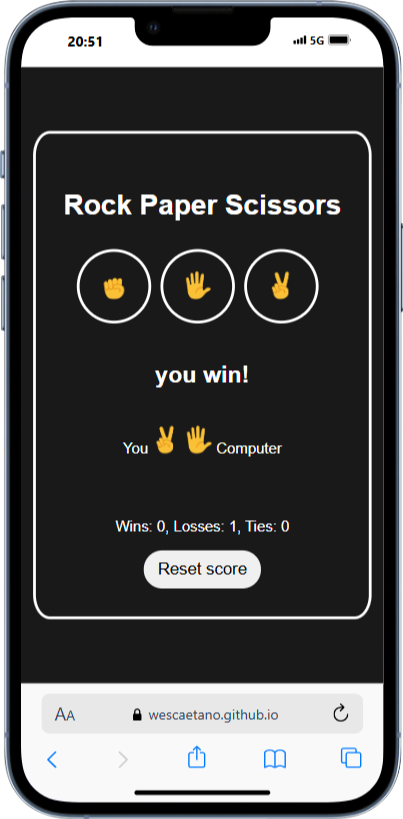 20:51 5G
Rock Paper Scissors
you win!
You Computer
Wins: 0, Losses: 1, Ties: 0
Reset score
AA wescaetano.github.io